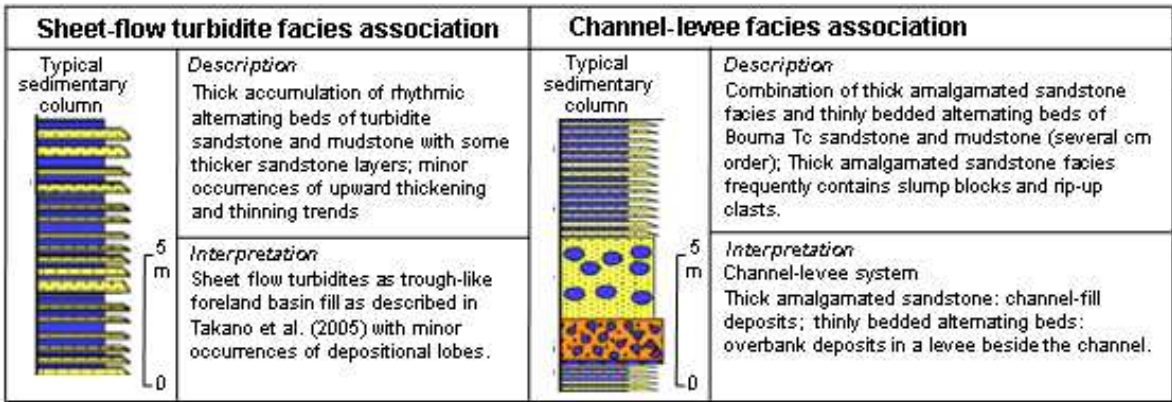 Sheet-flow turbidite facies association
Typical
sedimentary
column
5
m
0
Description
Thick accumulation of rhythmic
alternating beds of turbidite
sandstone and mudstone with some
thicker sandstone layers; minor
occurrences of upward thickening
and thinning trends
Interpretation
Sheet flow turbidites as trough-like
foreland basin fill as described in
Takano et al. (2005) with minor
occurrences of depositional lobes.
Channel-levee facies association
Typical
sedimentary
column
5
m
0
Description
Combination of thick amalgamated sandstone
facies and thinly bedded alternating beds of
Bouma Tc sandstone and mudstone (several cm
order); Thick amalgamated sandstone facies
frequently contains slump blocks and rip-up
clasts.
Interpretation
Channel-levee system
Thick amalgamated sandstone: channel-fill
deposits; thinly bedded alternating beds:
overbank deposits in a levee beside the channel.